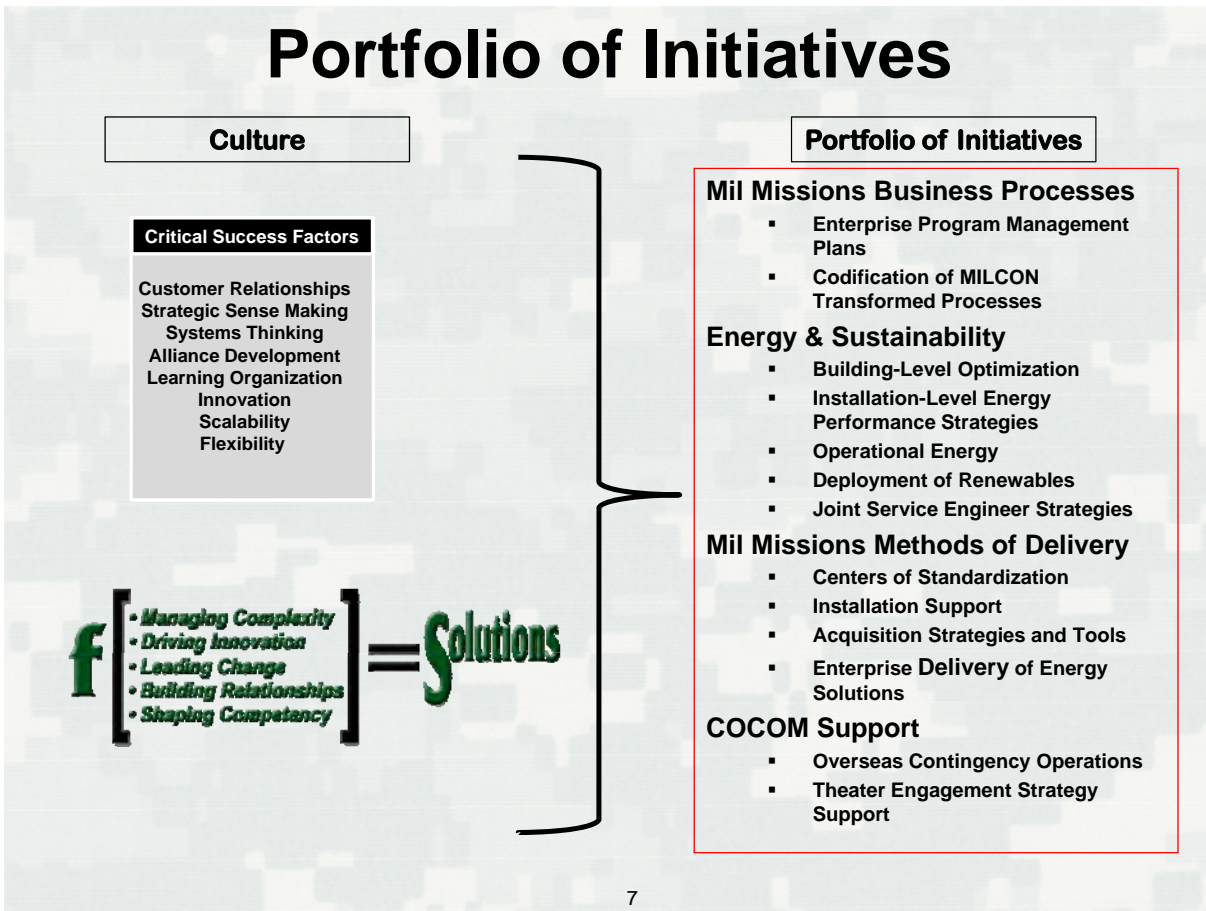 Portfolio of Initiatives
Culture
Critical Success Factors
Customer Relationships
Strategic Sense Making
Systems Thinking
Alliance Development
Learning Organization
Innovation
Scalability
Flexibility
f
• Managing Complexity
• Driving Innovation
• Leading Change
• Building Relationships
• Shaping Competency
= Solutions
Portfolio of Initiatives
Mil Missions Business Processes
▪ Enterprise Program Management
Plans
▪ Codification of MILCON
Transformed Processes
Energy & Sustainability
▪ Building-Level Optimization
▪ Installation-Level Energy
Performance Strategies
▪ Operational Energy
▪ Deployment of Renewables
▪ Joint Service Engineer Strategies
Mil Missions Methods of Delivery
▪ Centers of Standardization
▪ Installation Support
▪ Acquisition Strategies and Tools
▪ Enterprise Delivery of Energy
Solutions
COCOM Support
▪ Overseas Contingency Operations
▪ Theater Engagement Strategy
Support
7